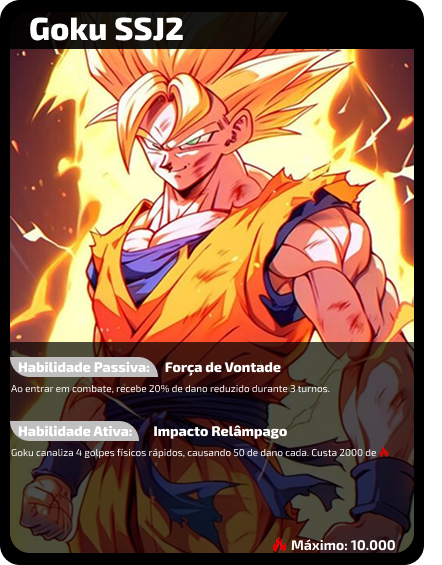 Goku SSJ2
Habilidade Passiva: Força de Vontade
Ao entrar em combate, recebe 20% de dano reduzido durante 3 turnos.
Habilidade Ativa: Impacto Relâmpago
Goku canaliza 4 golpes físicos rápidos, causando 50 de dano cada. Custa 2000 de
Máximo: 10.000